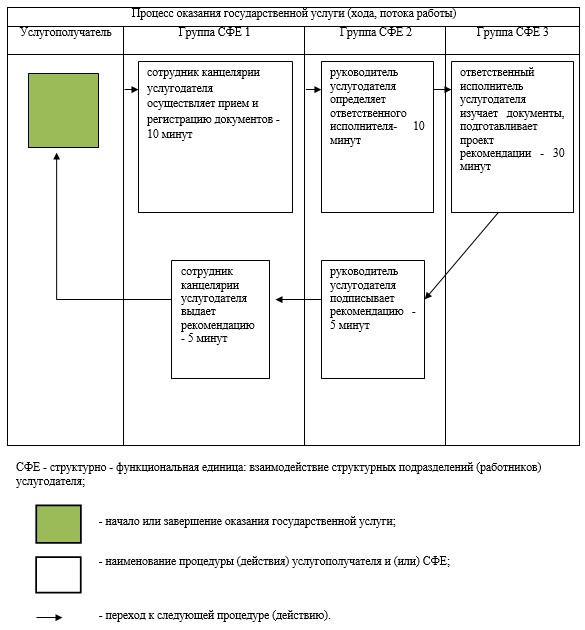 Процесс оказания государственной услуги (хода, потока работы)
Услугополучатель
Группа СФЕ 1
Группа СФЕ 2
Группа СФЕ 3
сотрудник канцелярии
услугодателя
осуществляет прием и
регистрацию документов -
10 минут
руководитель
услугодателя
определяет
ответственного
исполнителя- 10
минут
ответственный
исполнитель
услугодателя
изучает документы,
подготавливает
проект
рекомендации - 30
минут
сотрудник
канцелярии
услугодателя
выдает
рекомендацию
- 5 минут
руководитель
услугодателя
подписывает
рекомендацию -
5 минут
СФЕ - структурно - функциональная единица: взаимодействие структурных подразделений (работников)
услугодателя;
- начало или завершение оказания государственной услуги;
- наименование процедуры (действия) услугополучателя и (или) СФЕ;
- переход к следующей процедуре (действию).